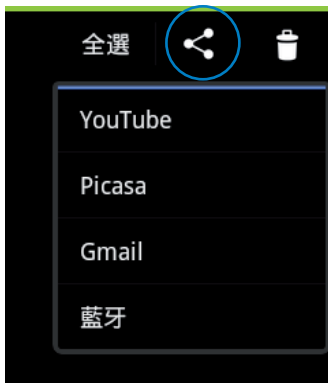 全選
YouTube
Picasa
Gmail
藍牙